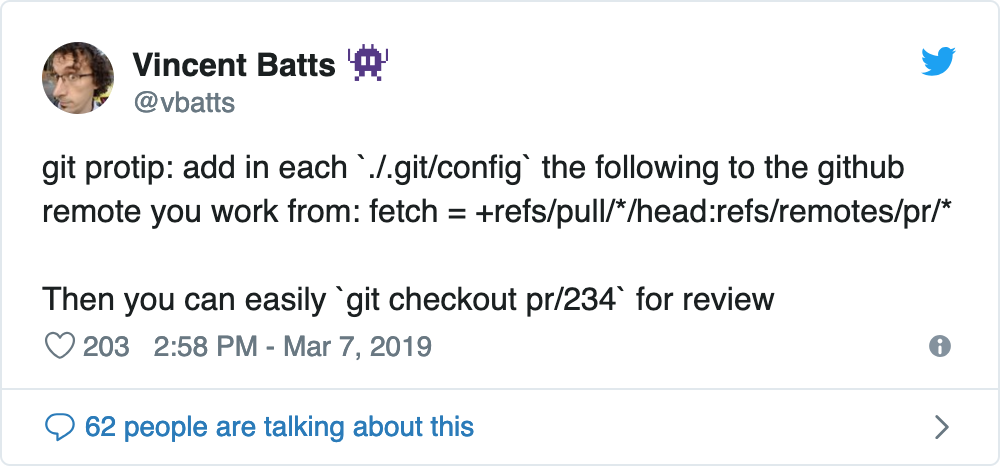 Vincent Batts
@vbatts
git protip: add in each `./.git/config` the following to the github
remote you work from: fetch = +refs/pull/*/head:refs/remotes/pr/*
Then you can easily `git checkout pr/234` for review
203 2:58 PM - Mar 7, 2019
62 people are talking about this